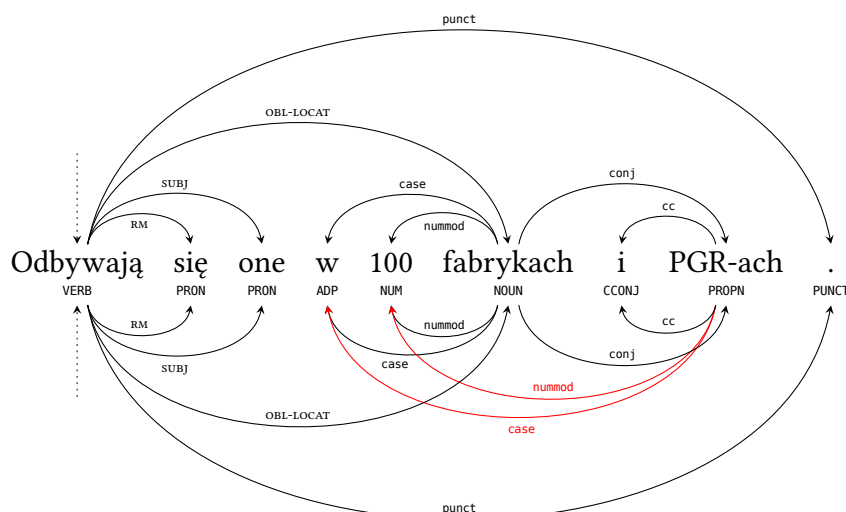 punct
OBL-LOCAT
SUBJ
case
conj
RM
nummod
cc
Odbywają się one w 100 fabrykach i PGR-ach .
VERB PRON PRON ADP NUM NOUN CCONJ PROPN PUNCT
RM
nummod
cc
SUBJ
case
conj
nummod
OBL-LOCAT
case
punct